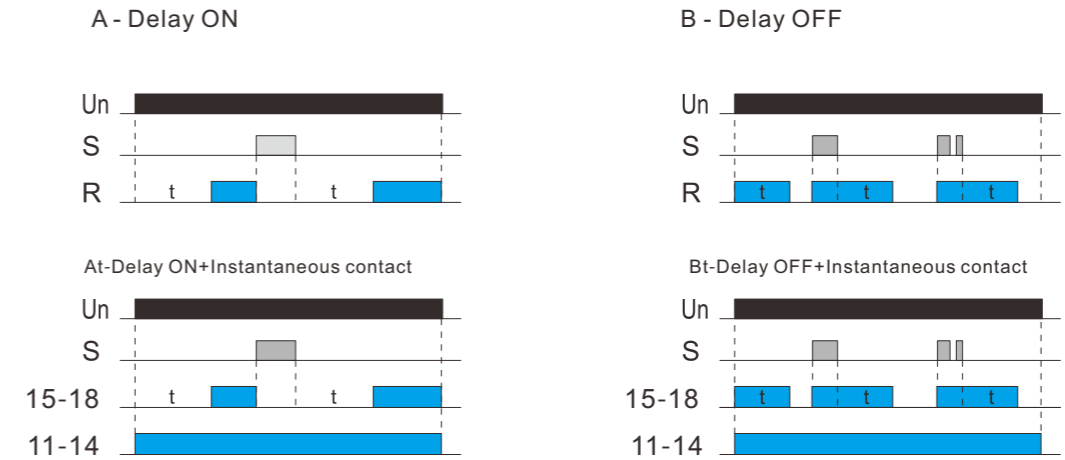 A - Delay ON
Un
S
R t t
At-Delay ON+Instantaneous contact
Un
S
15-18 t t
11-14
B - Delay OFF
Un
S
R t t t
Bt-Delay OFF+Instantaneous contact
Un
S
15-18 t t t
11-14